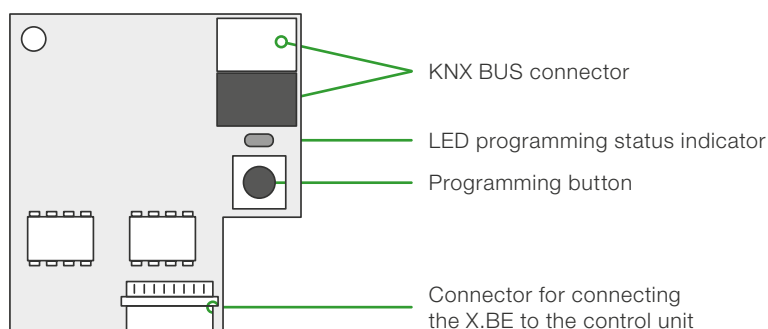 KNX BUS connector
LED programming status indicator
Programming button
Connector for connecting
the X.BE to the control unit